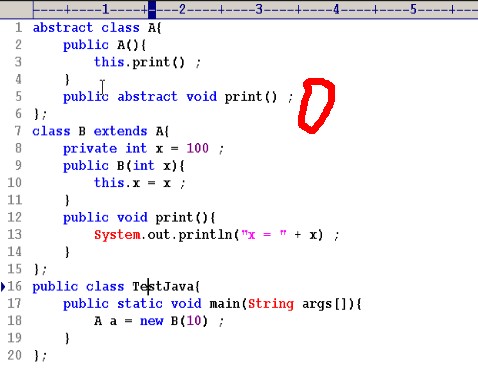 ----+----1----+----2----+----3----+----4----+----5----+--
1 abstract class A{
2     public A(){
3         this.print() ;
4     }
5     public abstract void print() ;
6 };
7 class B extends A{
8     private int x = 100 ;
9     public B(int x){
10         this.x = x ;
11     }
12     public void print(){
13         System.out.println("x = " + x) ;
14     }
15 };
16 public class TestJava{
17     public static void main(String args[]){
18         A a = new B(10) ;
19     }
20 };